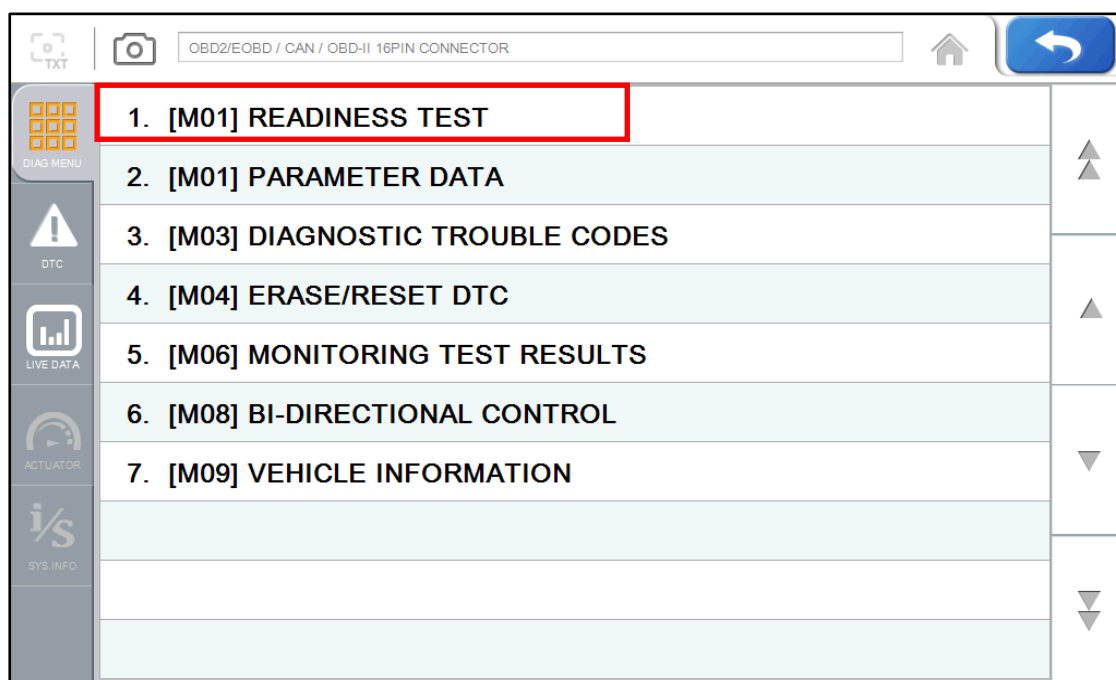 TXT
OBD2/EOBD / CAN / OBD-II 16PIN CONNECTOR
DIAG MENU
DTC
LIVE DATA
ACTUATOR
i/s
SYS.INFO
1. [M01] READINESS TEST
2. [M01] PARAMETER DATA
3. [M03] DIAGNOSTIC TROUBLE CODES
4. [M04] ERASE/RESET DTC
5. [M06] MONITORING TEST RESULTS
6. [M08] BI-DIRECTIONAL CONTROL
7. [M09] VEHICLE INFORMATION